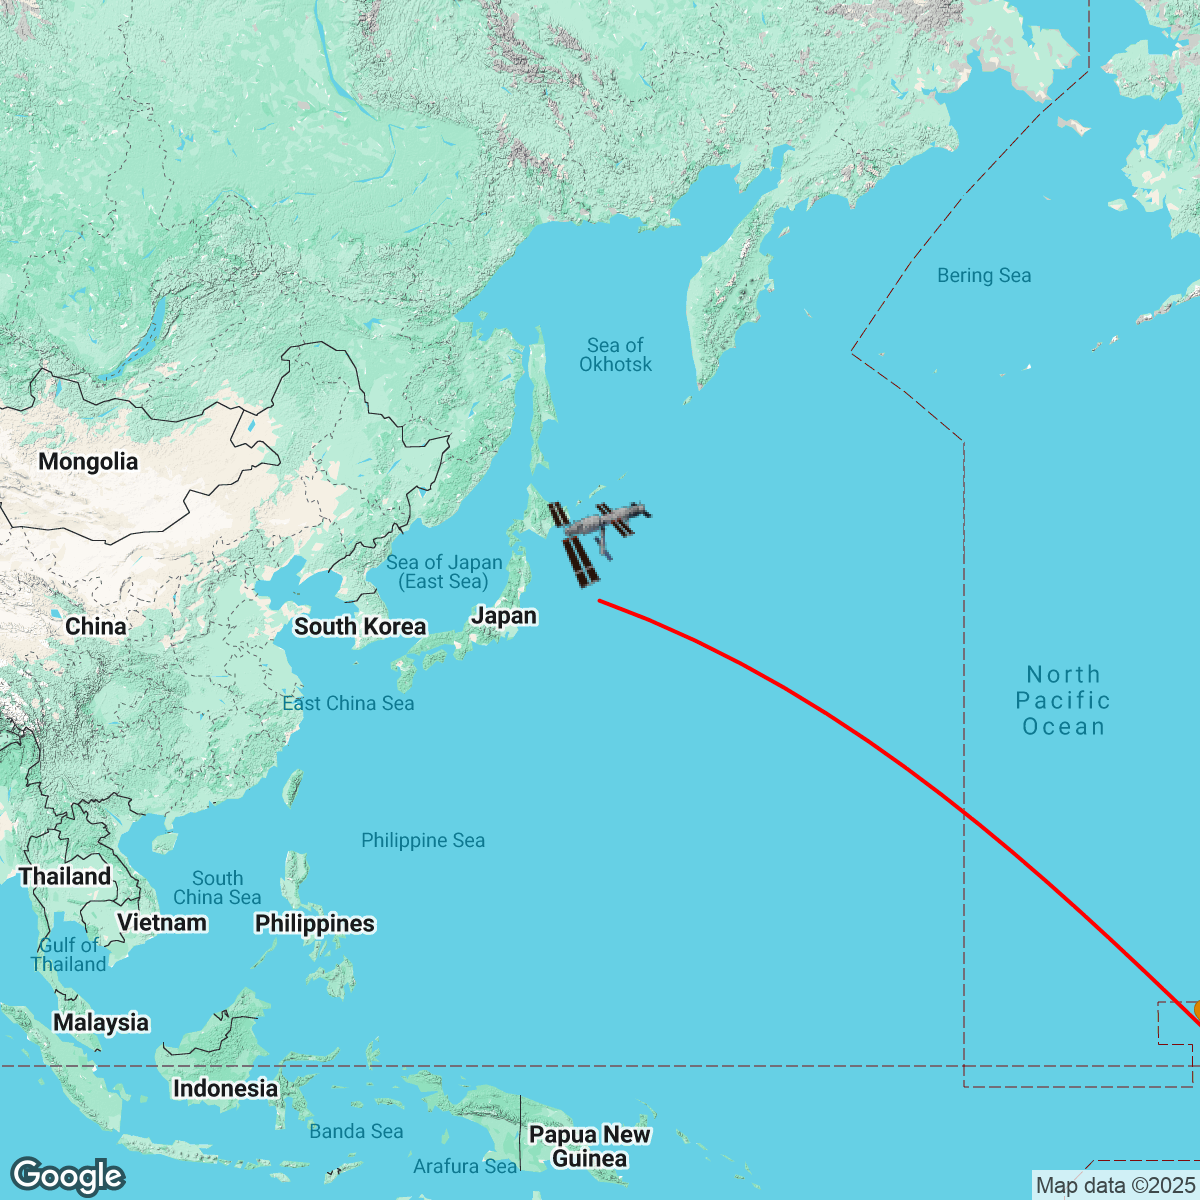 Bering Sea
Sea of
Okhotsk
Mongolia
Sea of Japan
(East Sea)
Japan
South Korea
China
North
Pacific
Ocean
East China Sea
Philippine Sea
Thailand
South
China Sea
Vietnam
Philippines
Gulf of
Thailand
Malaysia
Indonesia
Banda Sea
Papua New
Guinea
Arafura Sea
Google
Map data ©2025